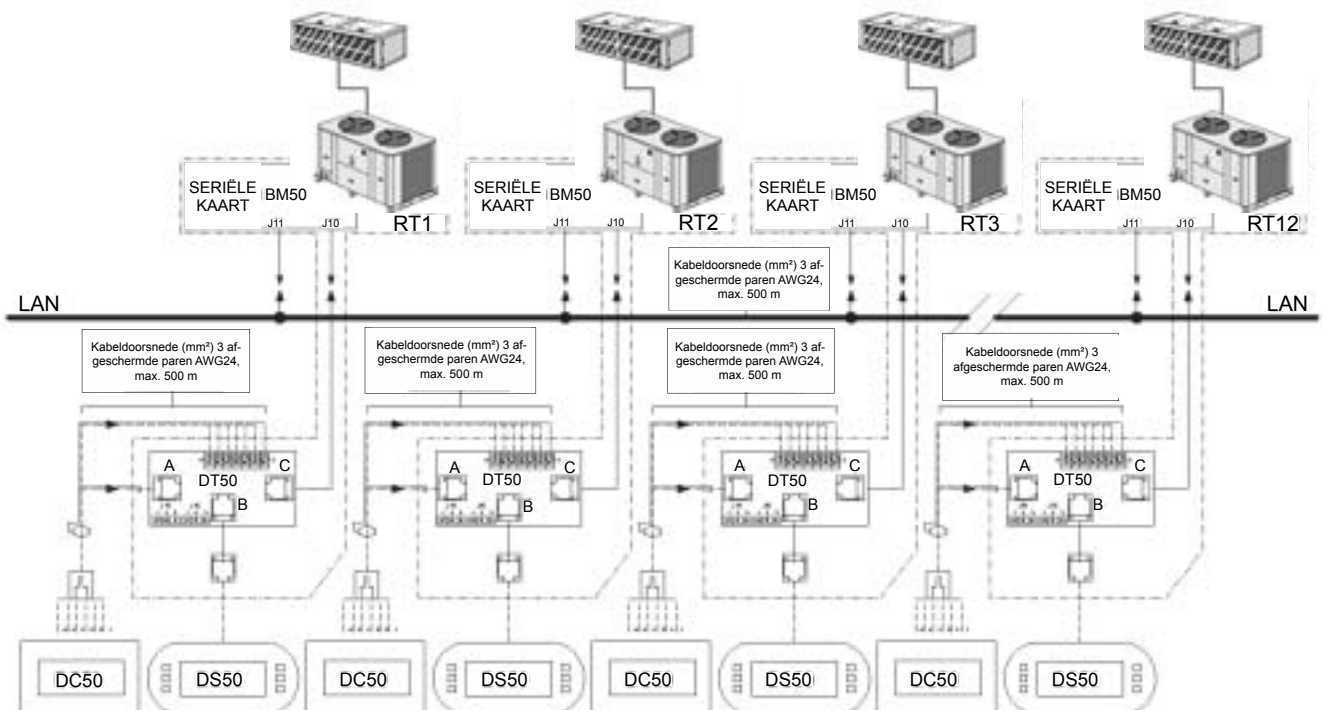 SERIËLE
KAART
BM50
J11
J10
RT1
SERIËLE
KAART
BM50
J11
J10
RT2
SERIËLE
KAART
BM50
J11
J10
RT3
SERIËLE
KAART
BM50
J11
J10
RT12
Kabeldoorsnede (mm²) 3 af-
geschermde paren AWG24,
max. 500 m
LAN
LAN
Kabeldoorsnede (mm²) 3 af-
geschermde paren AWG24,
max. 500 m
Kabeldoorsnede (mm²) 3 af-
geschermde paren AWG24,
max. 500 m
Kabeldoorsnede (mm²) 3 af-
geschermde paren AWG24,
max. 500 m
Kabeldoorsnede (mm²) 3
afgeschermde paren AWG24,
max. 500 m
A
DT50
C
B
A
DT50
C
B
A
DT50
C
B
A
DT50
C
B
DC50
DS50
DC50
DS50
DC50
DS50
DC50
DS50